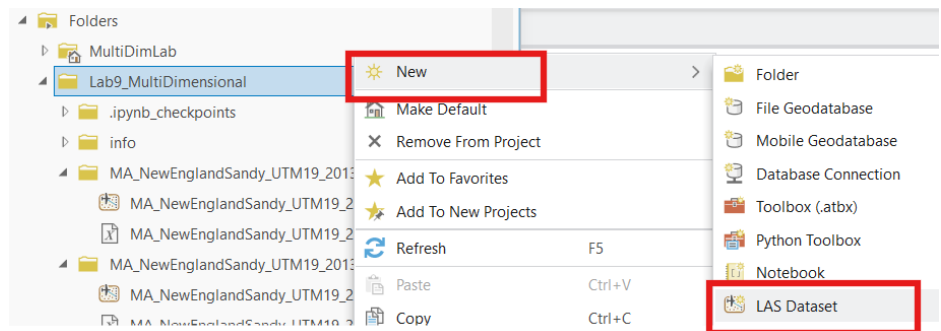 Folders
MultiDimLab
Lab9_MultiDimensional
.ipynb_checkpoints
info
MA_NewEnglandSandy_UTM19_2013
MA_NewEnglandSandy_UTM19_2
MA_NewEnglandSandy_UTM19_2
MA_NewEnglandSandy_UTM19_2013
MA_NewEnglandSandy_UTM19_2
MA_NewEnglandSandy_UTM19_2
New
Make Default
Remove From Project
Add To Favorites
Add To New Projects
Refresh F5
Paste Ctrl+V
Copy Ctrl+C
Folder
File Geodatabase
Mobile Geodatabase
Database Connection
Toolbox (.atbx)
Python Toolbox
Notebook
LAS Dataset